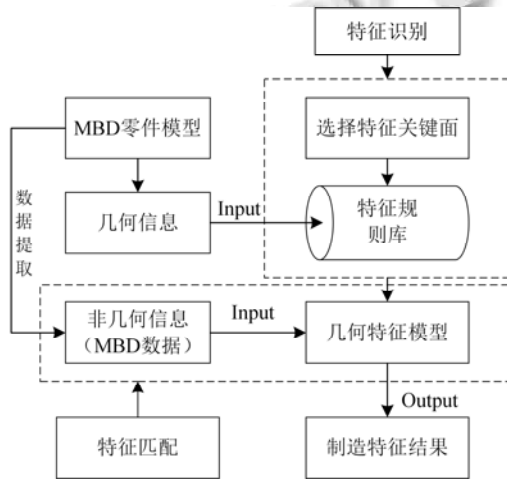 特征识别
MBD零件模型
选择特征关键面
数据提取
几何信息
Input
特征规
则库
非几何信息
（MBD数据）
Input
几何特征模型
Output
特征匹配
制造特征结果